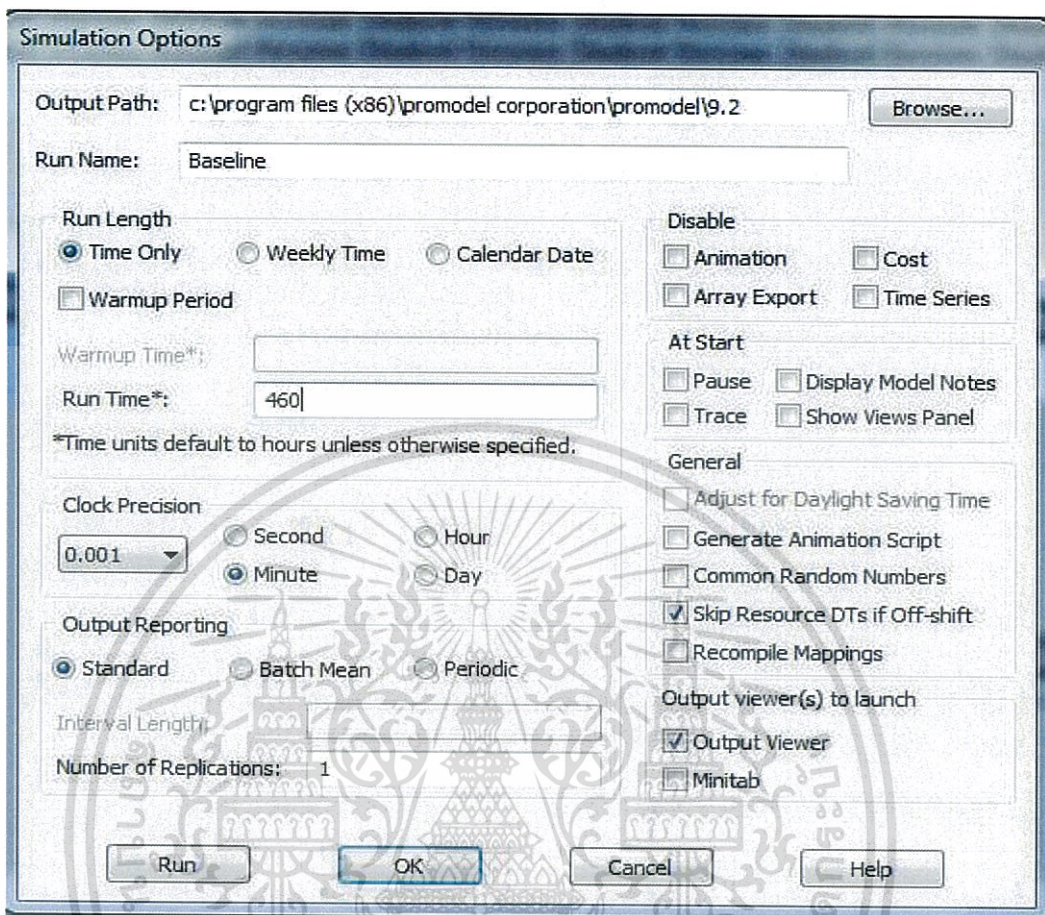 Simulation Options
Output Path: c:\program files (x86)\promodel corporation\promodel\9.2 Browse...
Run Name: Baseline
Run Length
Time Only Weekly Time Calendar Date
Warmup Period
Warmup Time*:
Run Time*: 460
*Time units default to hours unless otherwise specified.
Clock Precision
0.001 Second Hour
Minute Day
Output Reporting
Standard Batch Mean Periodic
Interval Length:
Number of Replications: 1
Disable
Animation Cost
Array Export Time Series
At Start
Pause Display Model Notes
Trace Show Views Panel
General
Adjust for Daylight Saving Time
Generate Animation Script
Common Random Numbers
Skip Resource DTs if Off-shift
Recompile Mappings
Output viewer(s) to launch
Output Viewer
Minitab
Run OK Cancel Help